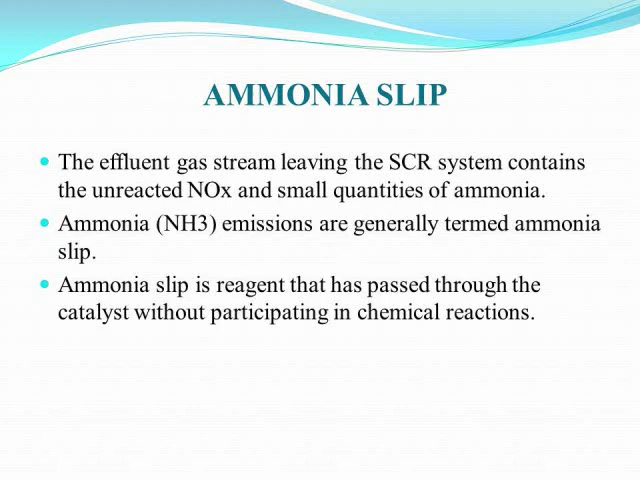 AMMONIA SLIP
• The effluent gas stream leaving the SCR system contains
the unreacted NOx and small quantities of ammonia.
• Ammonia (NH3) emissions are generally termed ammonia
slip.
• Ammonia slip is reagent that has passed through the
catalyst without participating in chemical reactions.